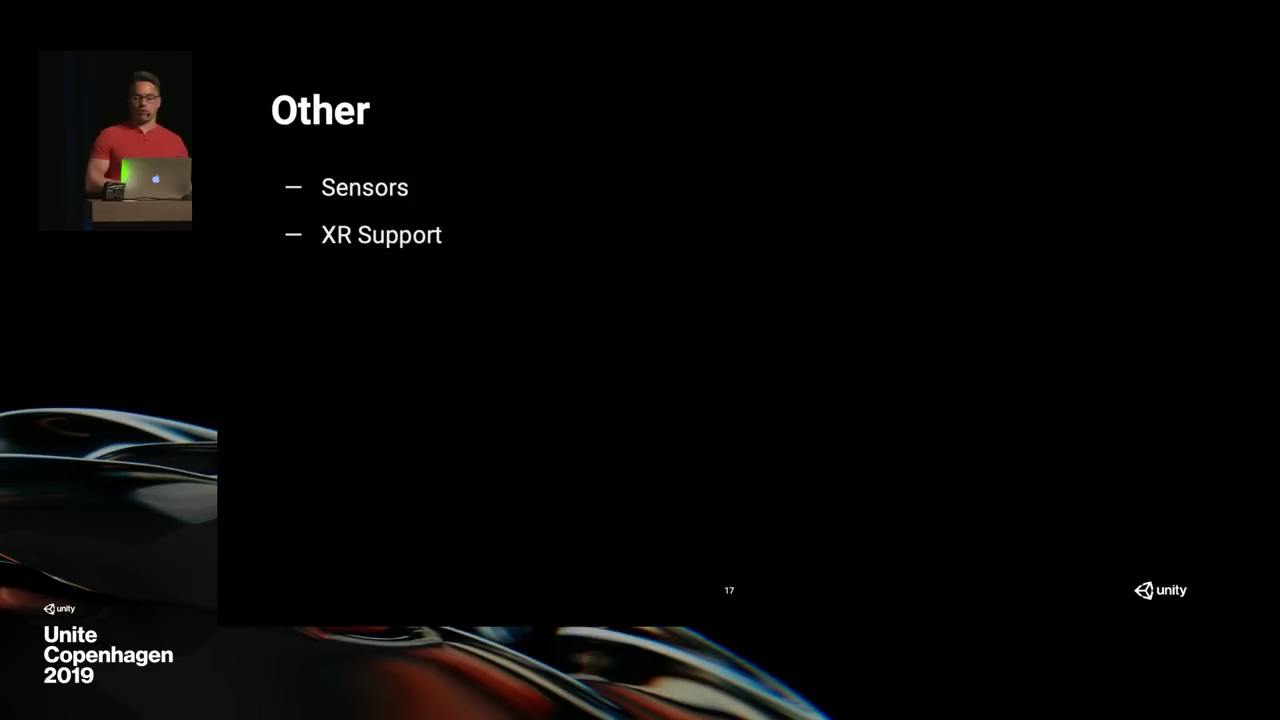 Other
— Sensors
— XR Support
17
unity
unity
Unite
Copenhagen
2019